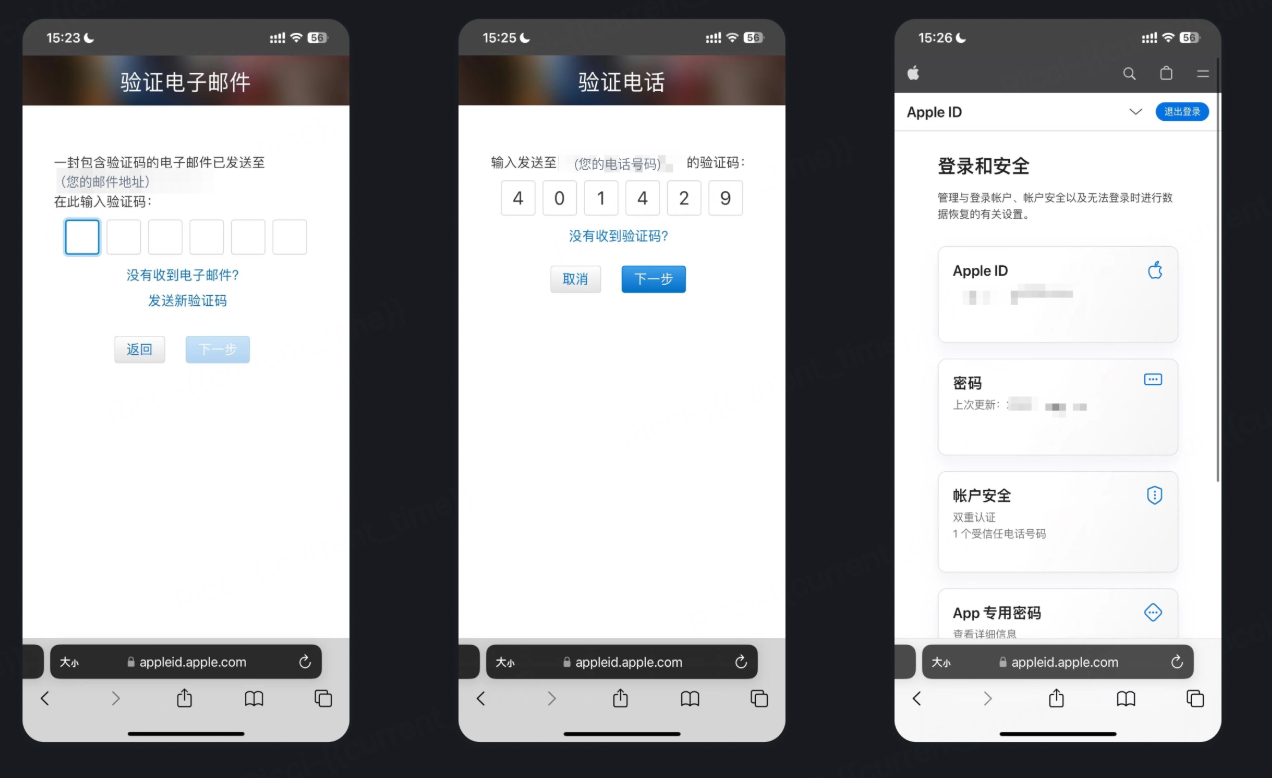 15:23
56
验证电子邮件
一封包含验证码的电子邮件已发送至
（您的邮件地址）
在此输入验证码：
没有收到电子邮件？
发送新验证码
返回
下一步
大小
appleid.apple.com
15:25
56
验证电话
输入发送至 （您的电话号码） 的验证码：
4 0 1 4 2 9
没有收到验证码？
取消
下一步
大小
appleid.apple.com
15:26
56
Apple ID
退出登录
登录和安全
管理与登录帐户、帐户安全以及无法登录时进行数
据恢复的有关设置。
Apple ID
密码
上次更新：
帐户安全
双重认证
1 个受信任电话号码
App 专用密码
查看详细信息
大小
appleid.apple.com